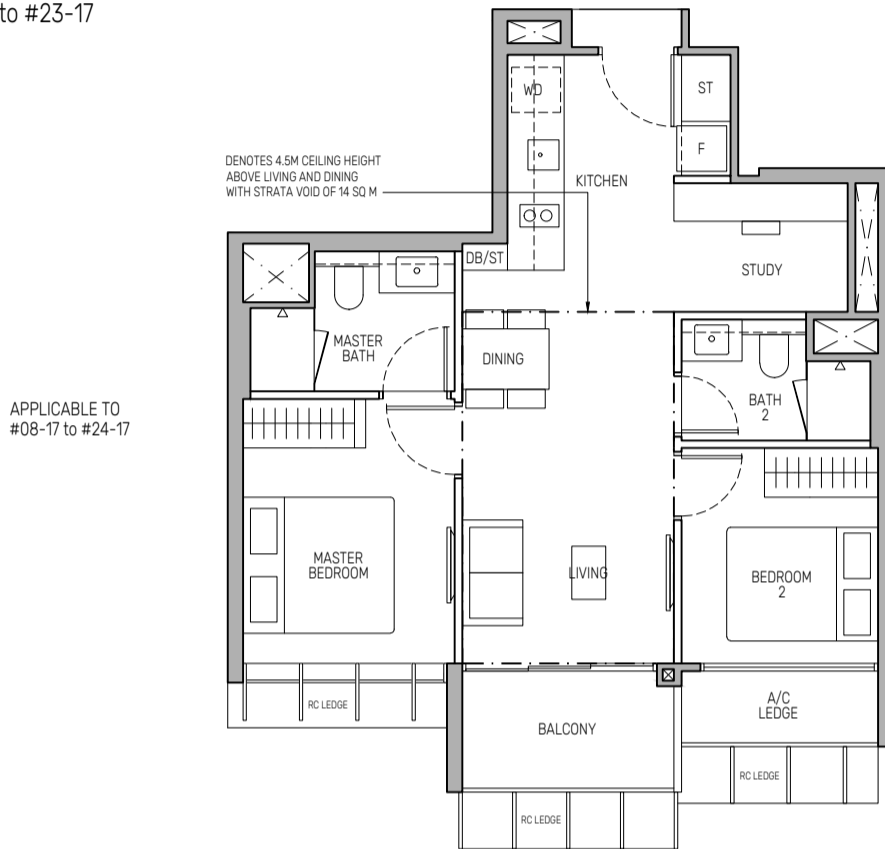 to #23-17
WD
ST
F
DENOTES 4.5M CEILING HEIGHT
ABOVE LIVING AND DINING
WITH STRATA VOID OF 14 SQ M
KITCHEN
DB/ST
STUDY
MASTER
BATH
DINING
BATH
2
APPLICABLE TO
#08-17 to #24-17
MASTER
BEDROOM
LIVING
BEDROOM
2
RC LEDGE
BALCONY
A/C
LEDGE
RC LEDGE
RC LEDGE